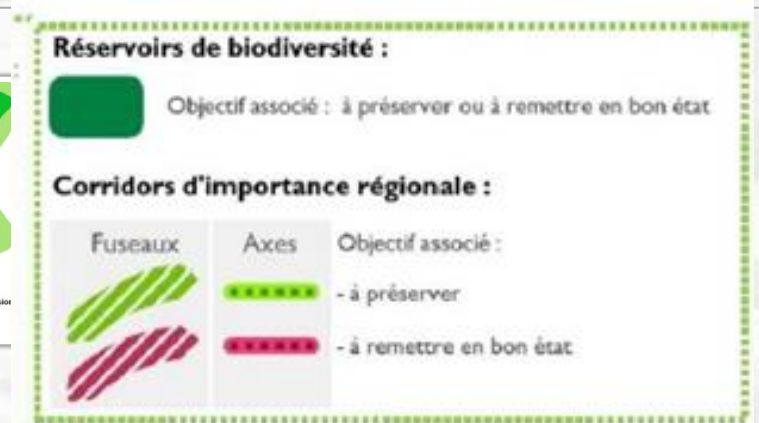 Réservoirs de biodiversité :
Objectif associé : à préserver ou à remettre en bon état
Corridors d'importance régionale :
Fuseaux Axes Objectif associé :
- à préserver
- à remettre en bon état